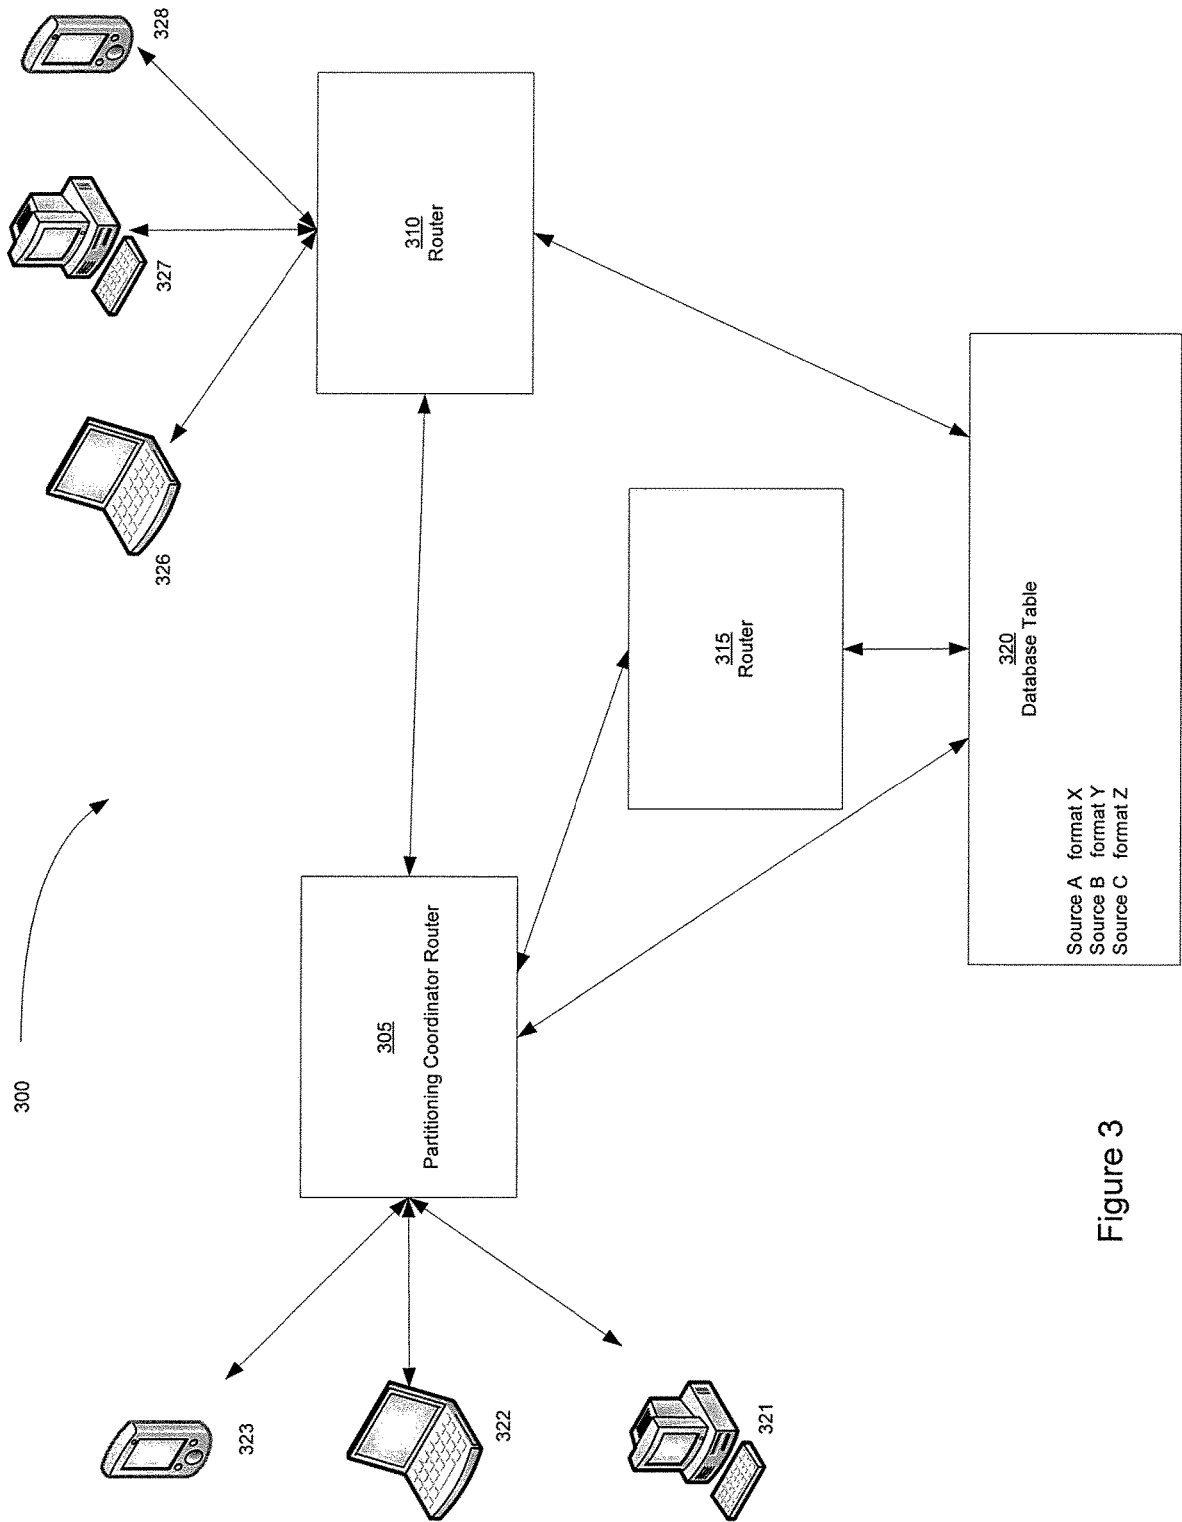 300
326
327
328
323
305
Partitioning Coordinator Router
310
Router
322
315
Router
321
320
Database Table
Source A format X
Source B format Y
Source C format Z
Figure 3